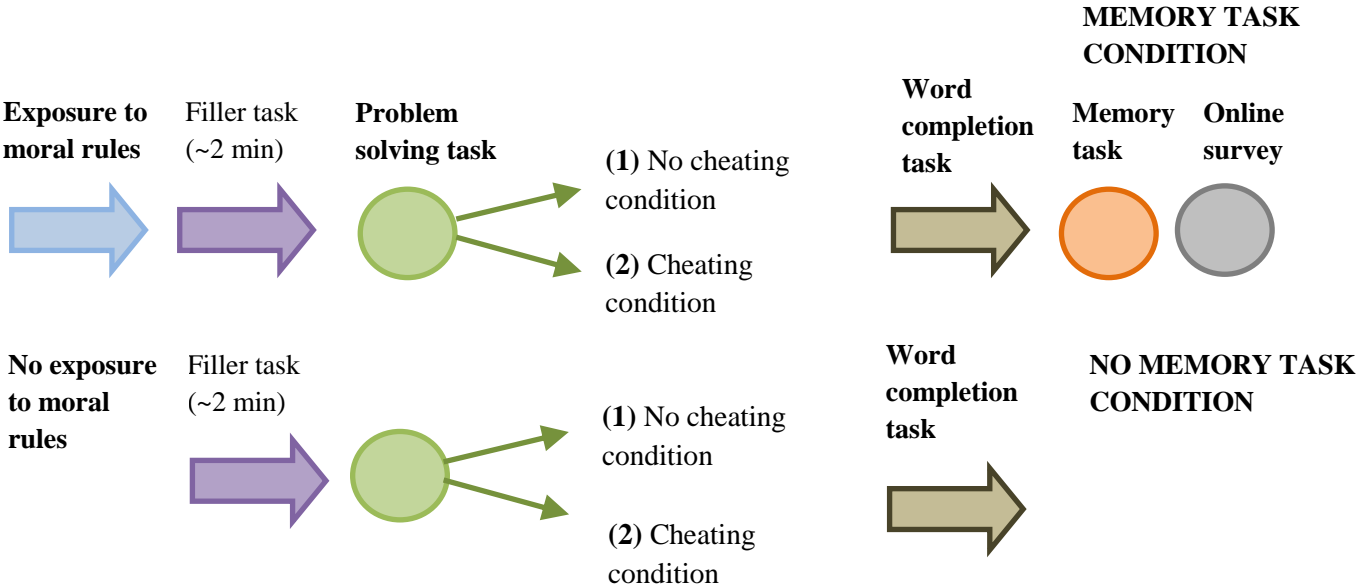 MEMORY TASK
CONDITION
Exposure to
moral rules
Filler task
(~2 min)
Problem
solving task
(1) No cheating
condition
(2) Cheating
condition
Word
completion
task
Memory
task
Online
survey
No exposure
to moral
rules
Filler task
(~2 min)
(1) No cheating
condition
(2) Cheating
condition
Word
completion
task
NO MEMORY TASK
CONDITION